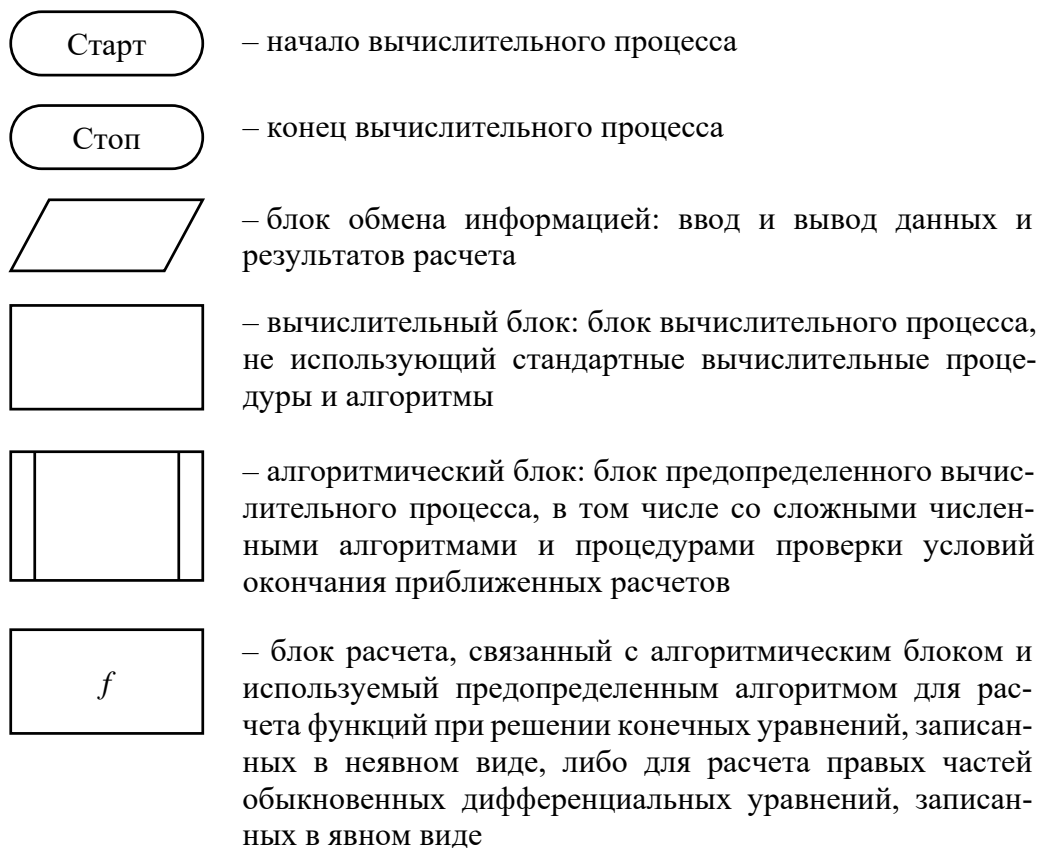 Старт – начало вычислительного процесса
Стоп – конец вычислительного процесса
– блок обмена информацией: ввод и вывод данных и
результатов расчета
– вычислительный блок: блок вычислительного процесса,
не использующий стандартные вычислительные проце-
дуры и алгоритмы
– алгоритмический блок: блок предопределенного вычис-
лительного процесса, в том числе со сложными числен-
ными алгоритмами и процедурами проверки условий
окончания приближенных расчетов
f – блок расчета, связанный с алгоритмическим блоком и
используемый предопределенным алгоритмом для рас-
чета функций при решении конечных уравнений, записан-
ных в неявном виде, либо для расчета правых частей
обыкновенных дифференциальных уравнений, записан-
ных в явном виде